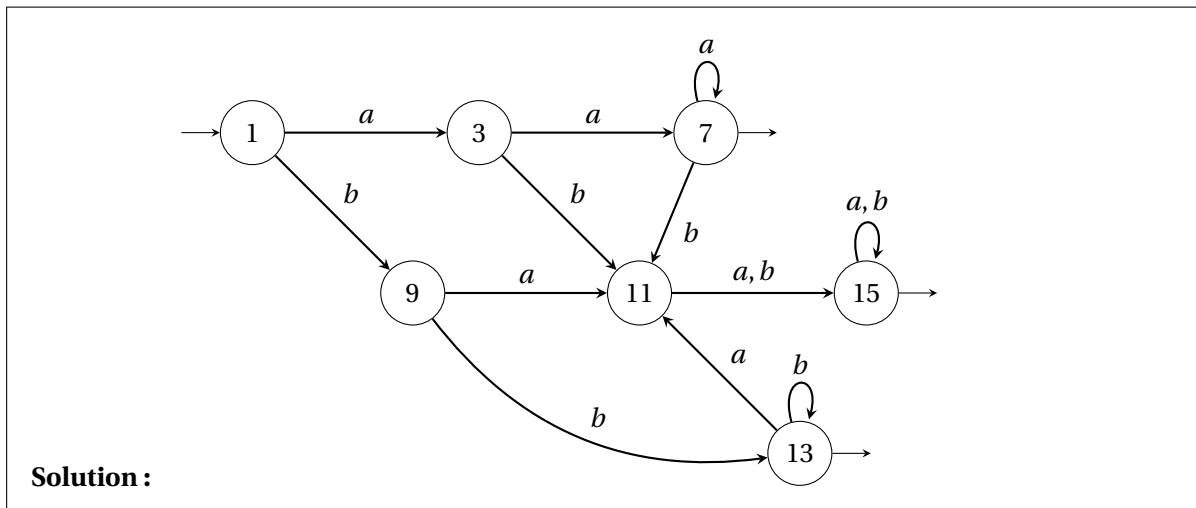 a
1 a 3 a 7
b b b a, b
9 a 11 a, b 15
a b
b
13
Solution :